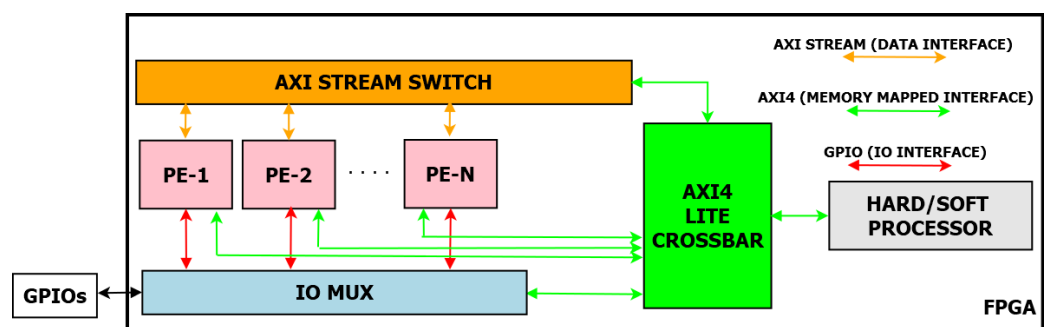 AXI STREAM (DATA INTERFACE)
AXI STREAM SWITCH
AXI4 (MEMORY MAPPED INTERFACE)
GPIO (IO INTERFACE)
PE-1
PE-2
. . . .
PE-N
AXI4
LITE
CROSSBAR
HARD/SOFT
PROCESSOR
GPIOs
IO MUX
FPGA